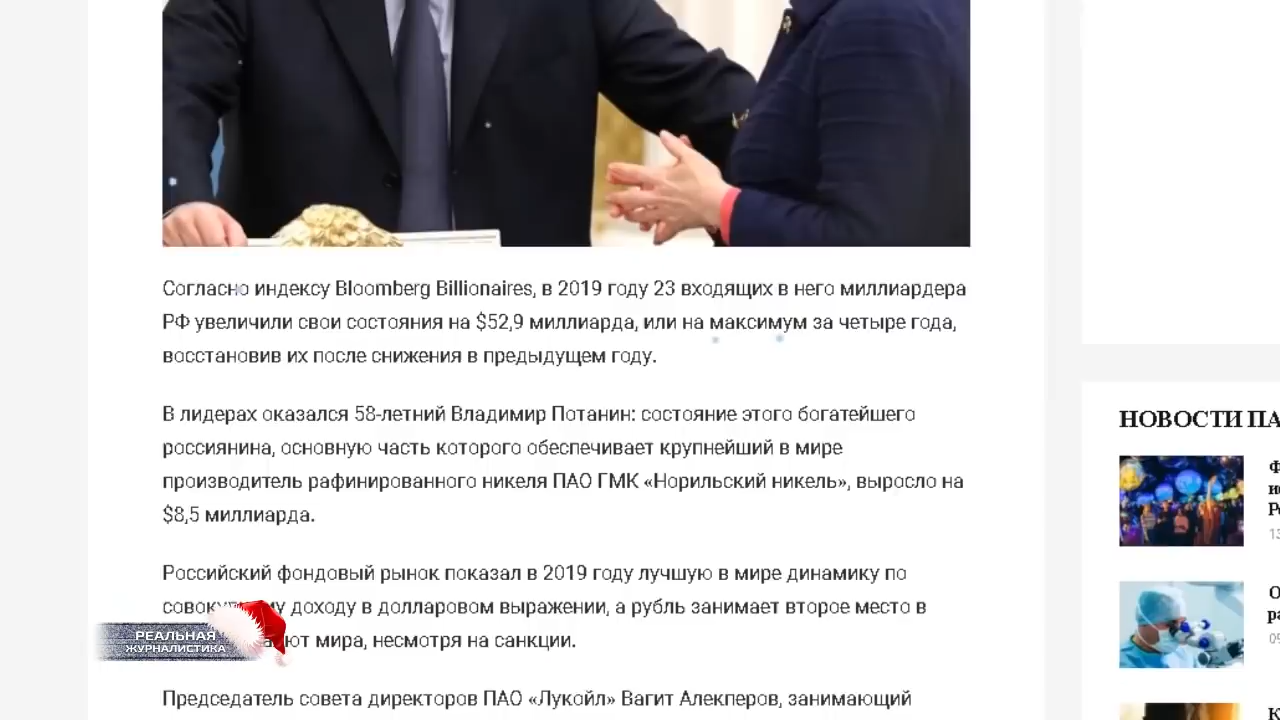 Согласно индексу Bloomberg Billionaires, в 2019 году 23 входящих в него миллиардера
РФ увеличили свои состояния на $52,9 миллиарда, или на максимум за четыре года,
восстановив их после снижения в предыдущем году.
В лидерах оказался 58-летний Владимир Потанин: состояние этого богатейшего
россиянина, основную часть которого обеспечивает крупнейший в мире
производитель рафинированного никеля ПАО ГМК «Норильский никель», выросло на
$8,5 миллиарда.
Российский фондовый рынок показал в 2019 году лучшую в мире динамику по
доходу в долларовом выражении, а рубль занимает второе место в
мира, несмотря на санкции.
Председатель совета директоров ПАО «Лукойл» Вагит Алекперов, занимающий
РЕАЛЬНАЯ
ЖУРНАЛИСТИКА
НОВОСТИ ПА